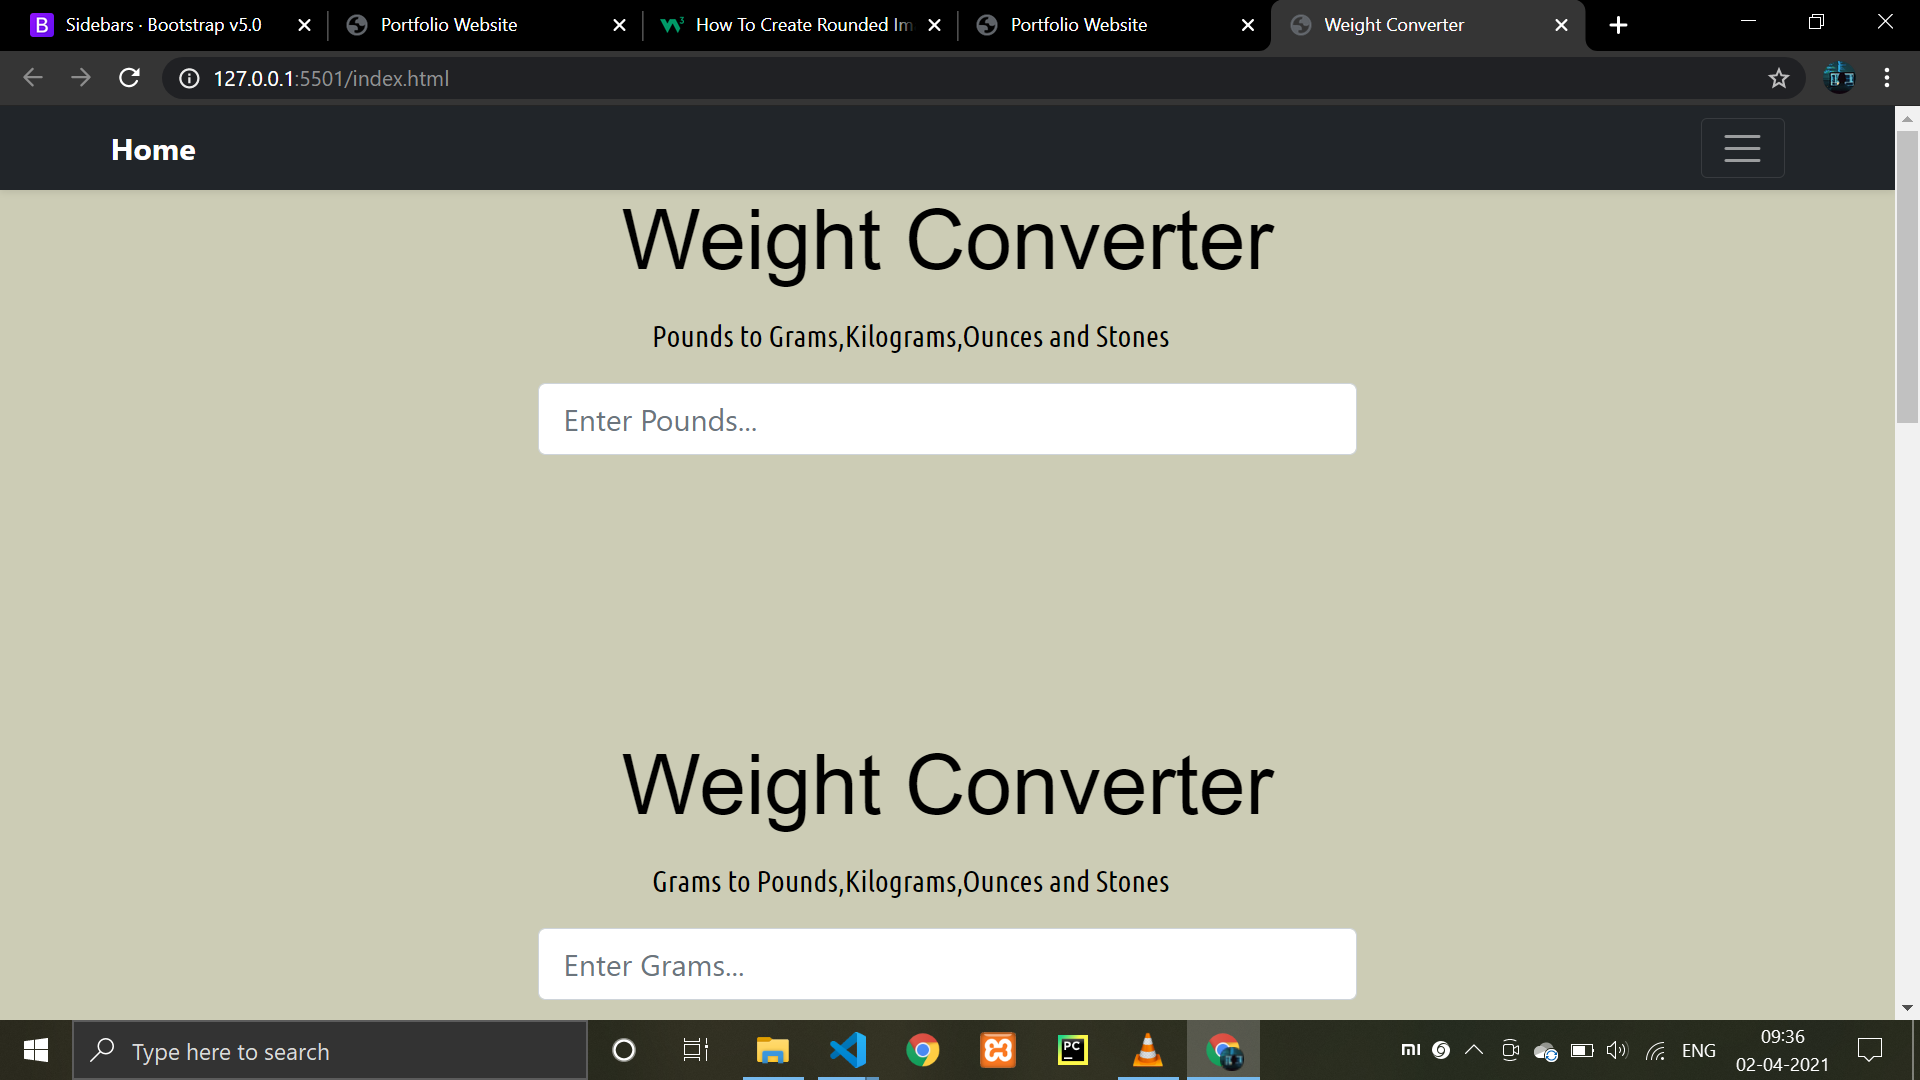 Sidebars · Bootstrap v5.0
Portfolio Website
How To Create Rounded Im
Portfolio Website
Weight Converter
127.0.0.1:5501/index.html
Home
Weight Converter
Pounds to Grams,Kilograms,Ounces and Stones
Enter Pounds...
Weight Converter
Grams to Pounds,Kilograms,Ounces and Stones
Enter Grams...
Type here to search
ENG
09:36
02-04-2021